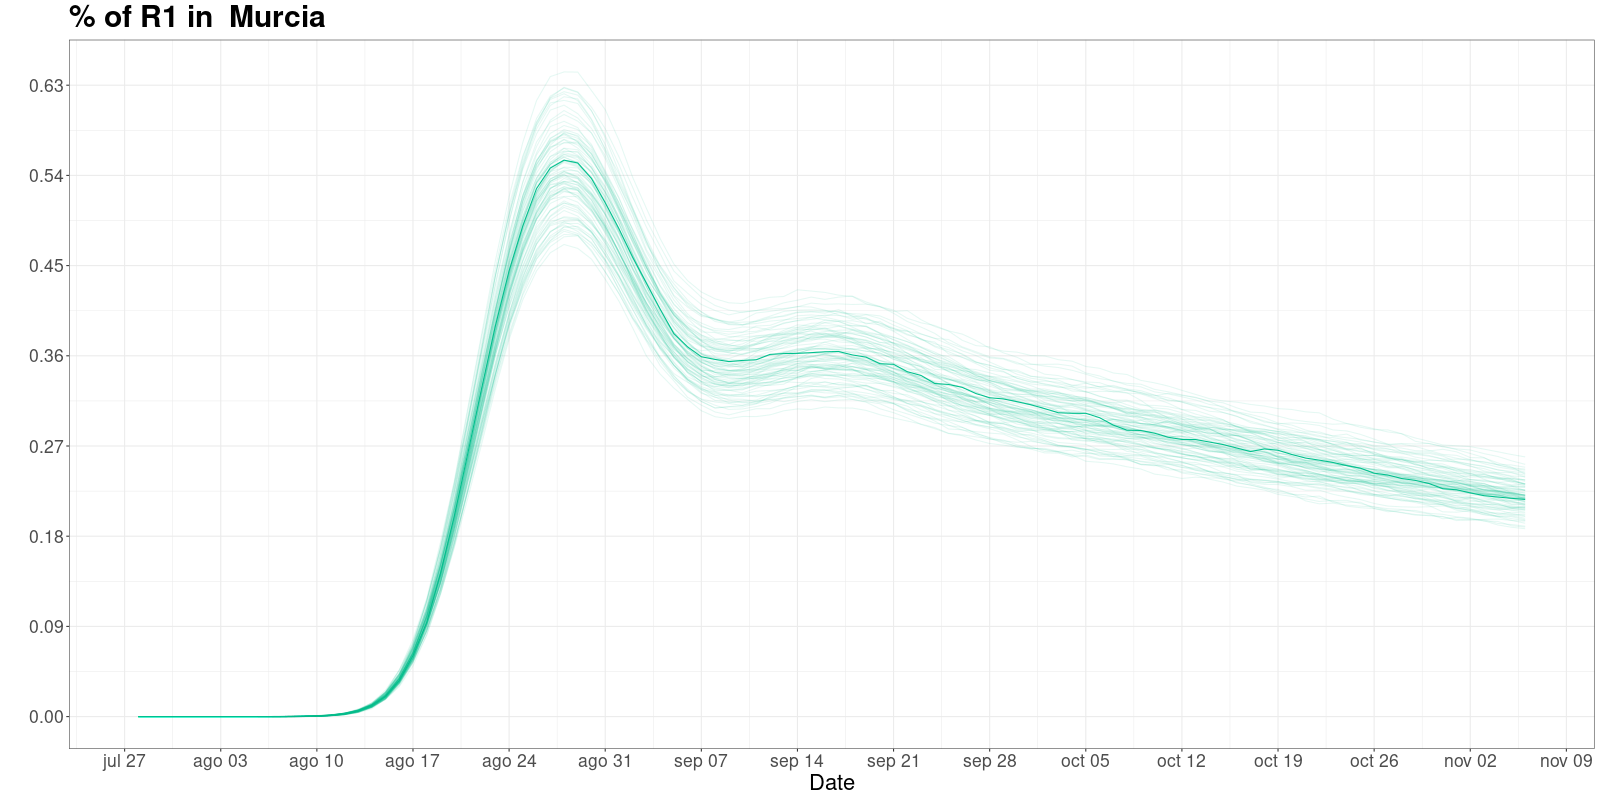 % of R1 in  Murcia
0.63
0.54
0.45
0.36
0.27
0.18
0.09
0.00
jul 27 ago 03 ago 10 ago 17 ago 24 ago 31 sep 07 sep 14 sep 21 sep 28 oct 05 oct 12 oct 19 oct 26 nov 02 nov 09
Date